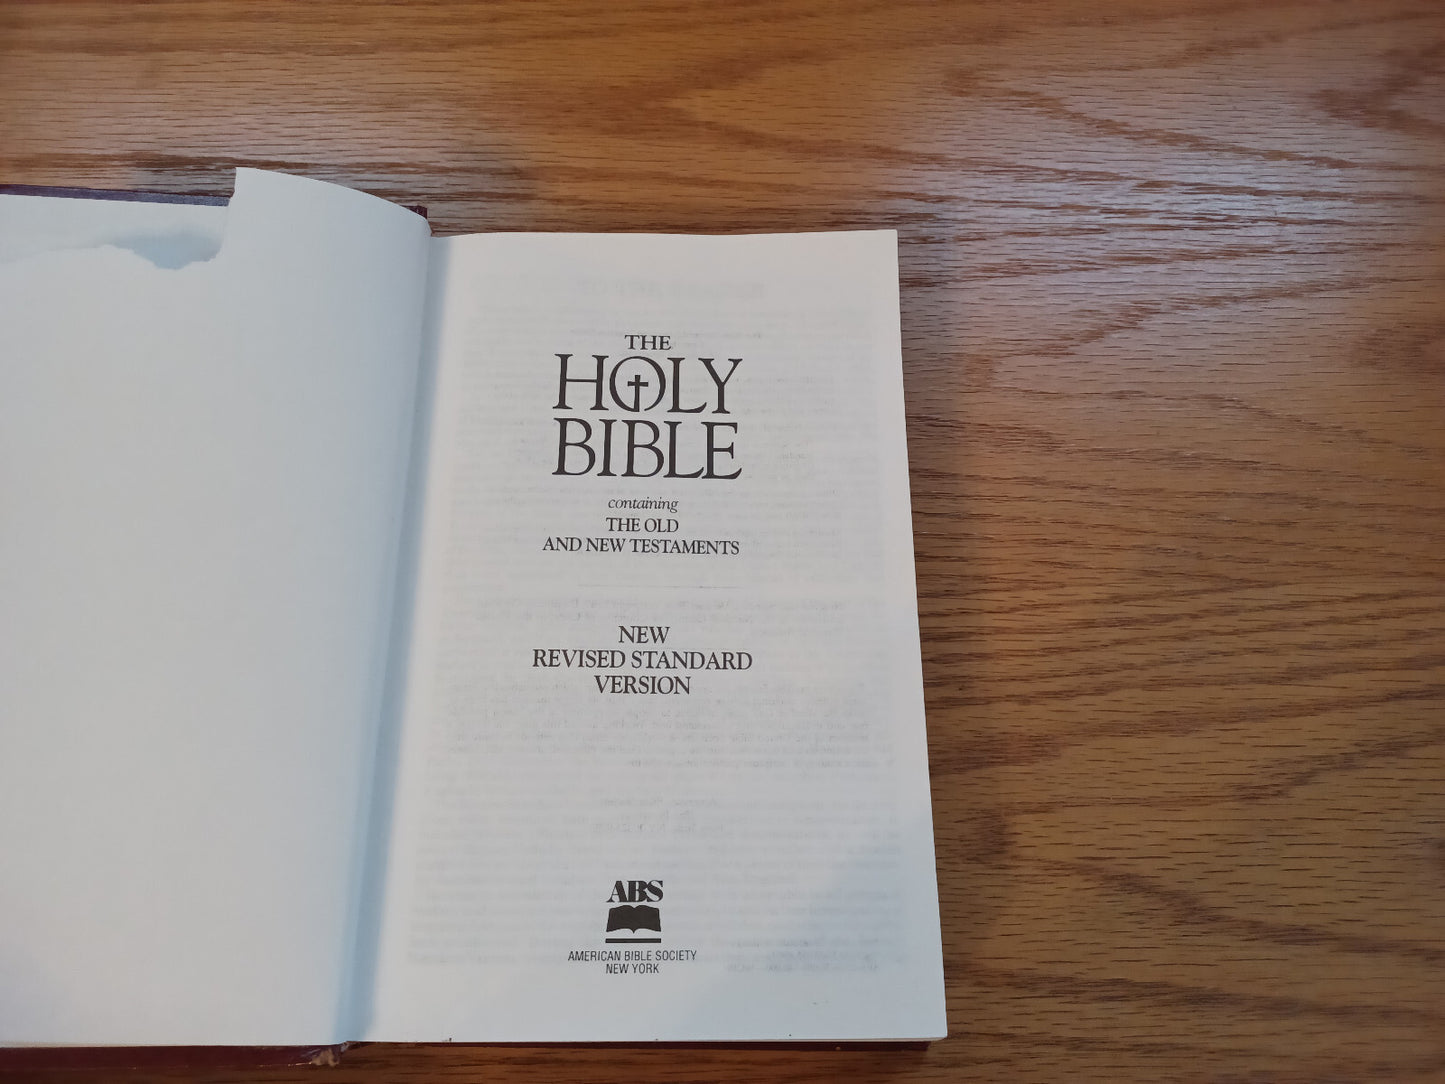 THE
HOLY
BIBLE
containing
THE OLD
AND NEW TESTAMENTS
NEW
REVISED STANDARD
VERSION
ABS
AMERICAN BIBLE SOCIETY
NEW YORK